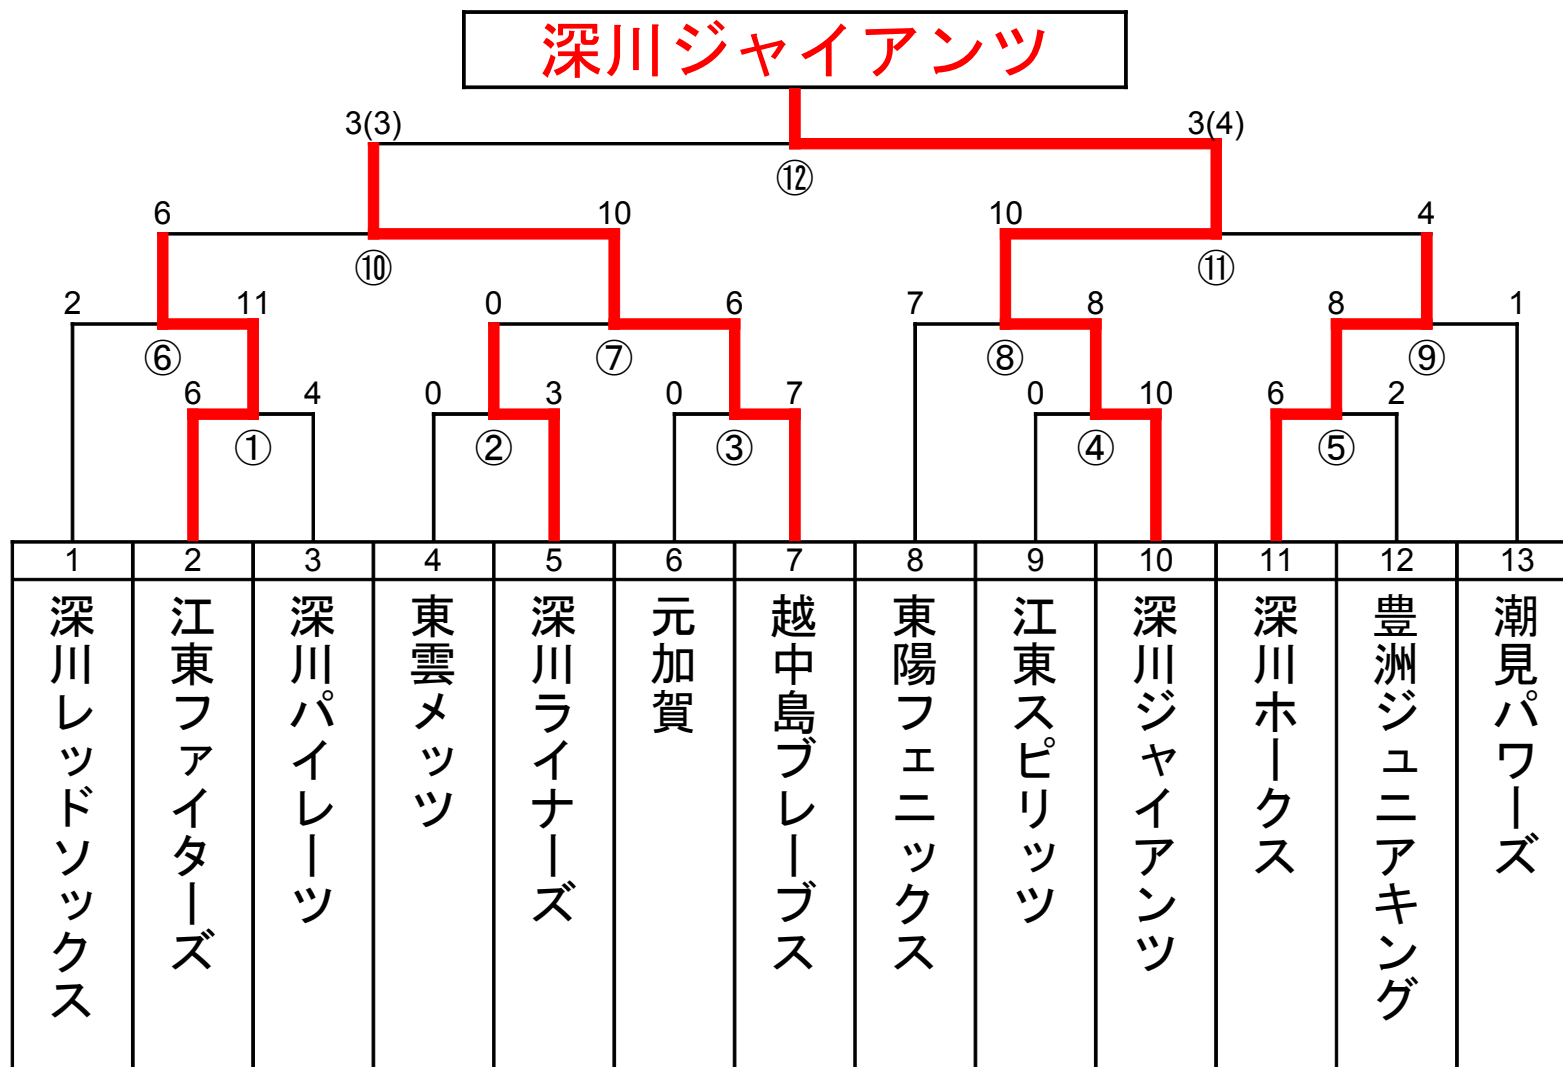 深川ジャイアンツ
3(3) 3(4)
⑫
6 10 10 4
⑩ ⑪
2 11 0 6 7 8 8 1
⑥ ⑦ ⑧ ⑨
6 4 0 3 0 7 0 10 6 2
① ② ③ ④ ⑤
1 2 3 4 5 6 7 8 9 10 11 12 13
深川レッドソックス
江東ファイターズ
深川パイレーツ
東雲メッツ
深川ライナーズ
元加賀
越中島ブレーブス
東陽フェニックス
江東スピリッツ
深川ジャイアンツ
深川ホークス
豊洲ジュニアキング
潮見パワーズ